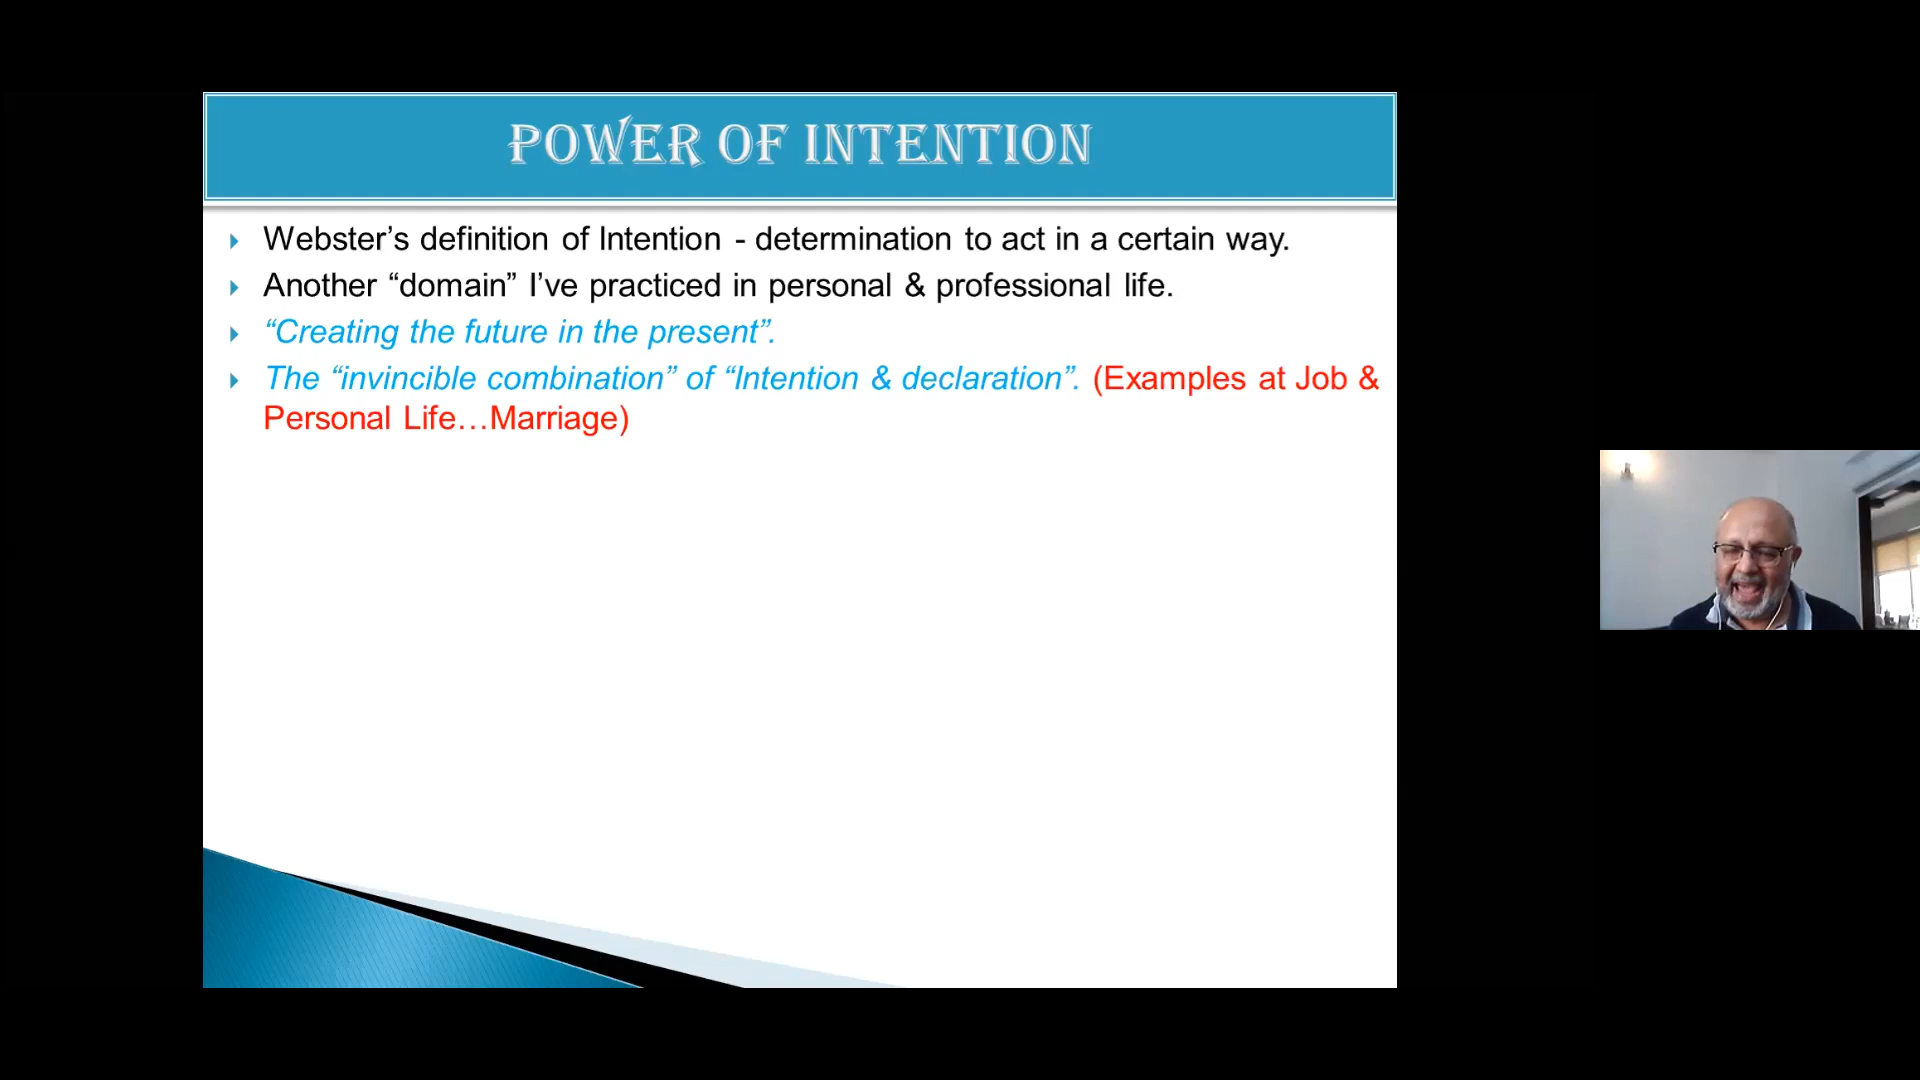 POWER OF INTENTION
Webster’s definition of Intention - determination to act in a certain way.
Another “domain” I’ve practiced in personal & professional life.
“Creating the future in the present”.
The “invincible combination” of “Intention & declaration”. (Examples at Job &
Personal Life…Marriage)